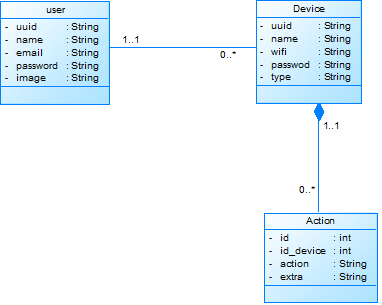 user
- uuid : String
- name : String
- email : String
- password : String
- image : String
1..1
0..*
Device
- uuid : String
- name : String
- wifi : String
- passwod : String
- type : String
1..1
0..*
Action
- id : int
- id_device : int
- action : String
- extra : String